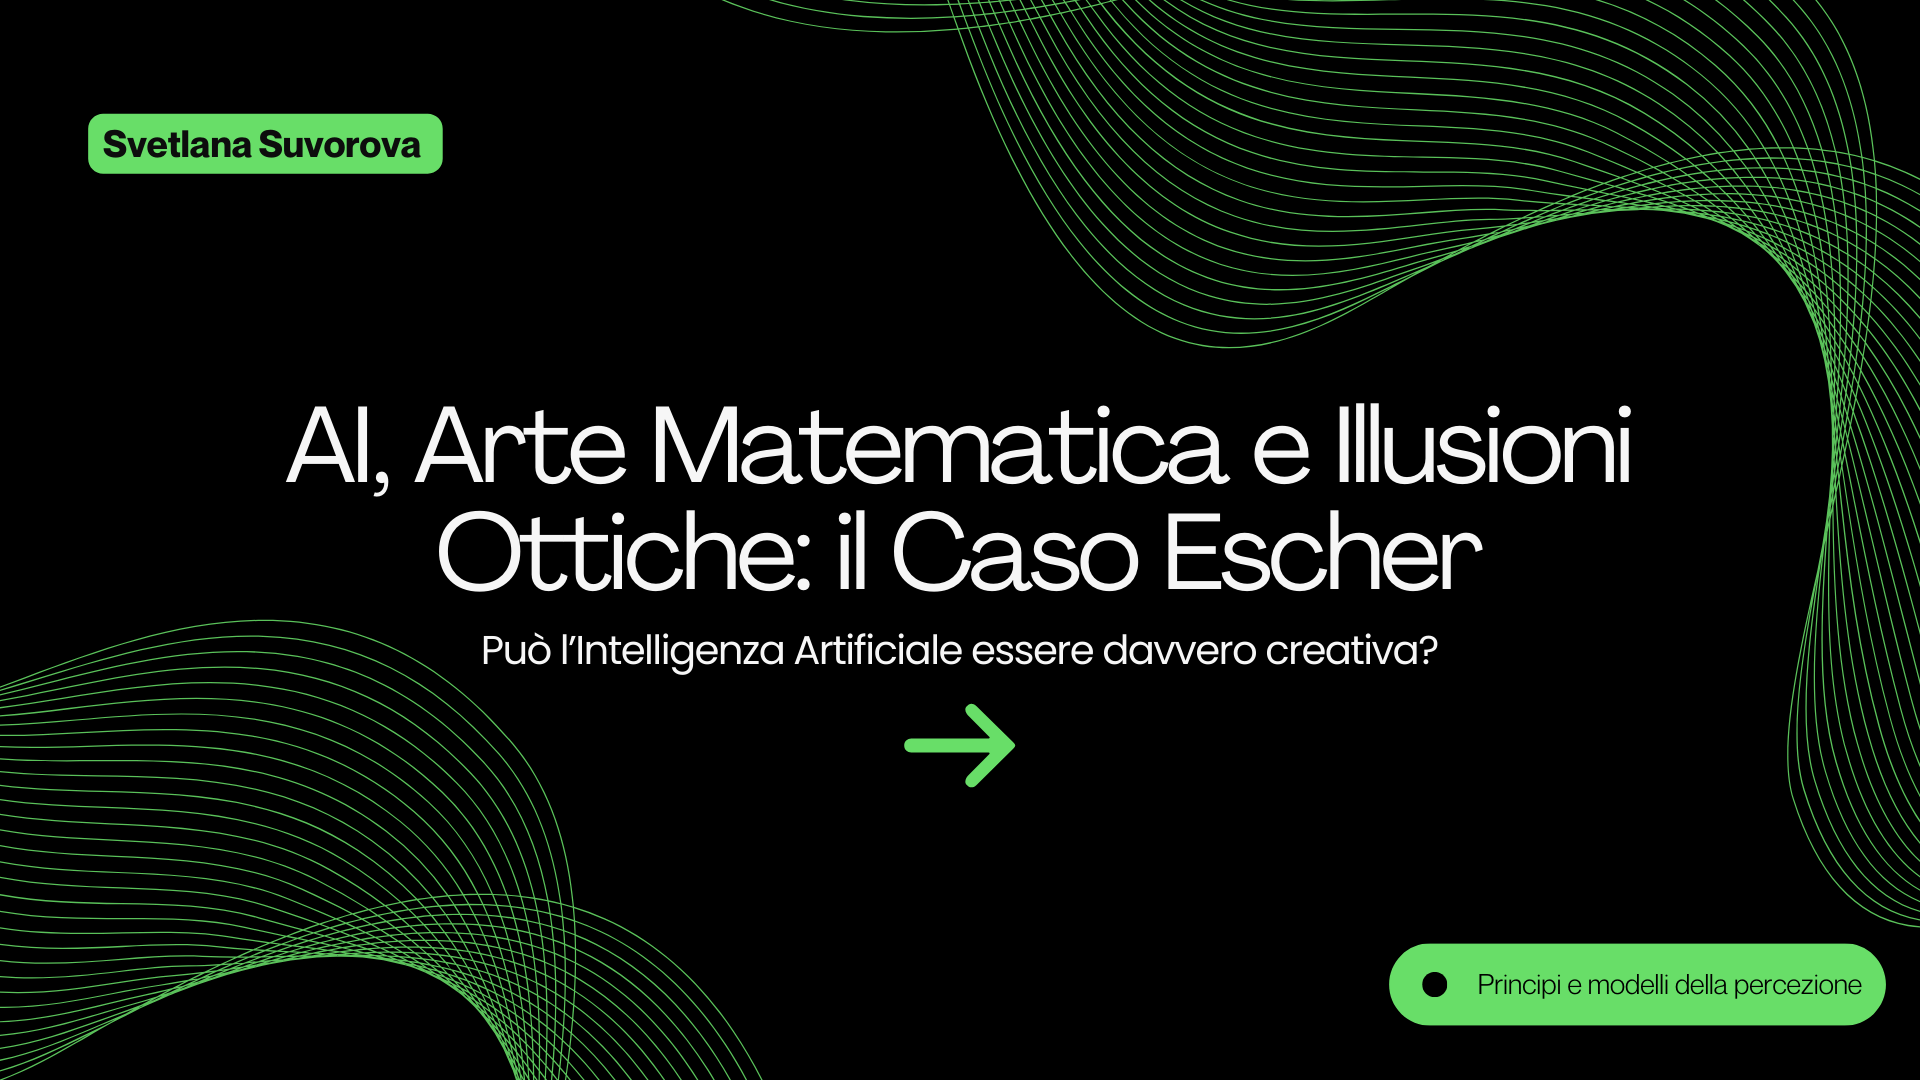 Svetlana Suvorova
AI, Arte Matematica e Illusioni
Ottiche: il Caso Escher
Può l’Intelligenza Artificiale essere davvero creativa?
Principi e modelli della percezione